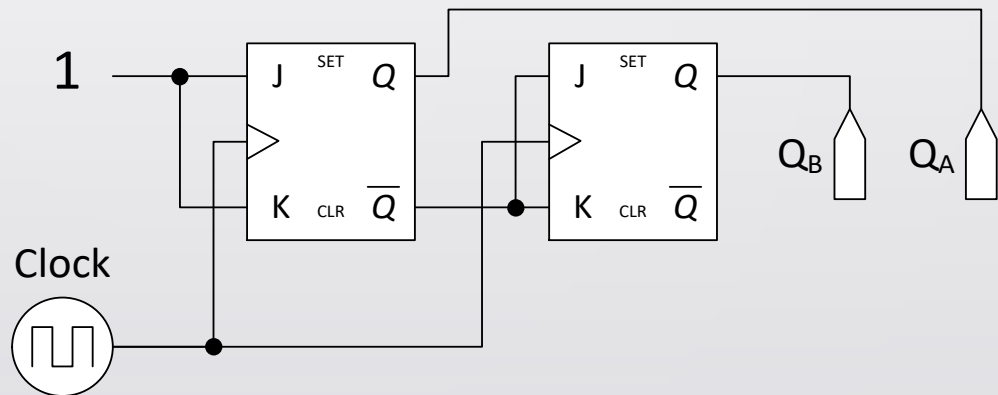 1
J SET Q
K CLR Q̅
J SET Q
K CLR Q̅
Q_B
Q_A
Clock